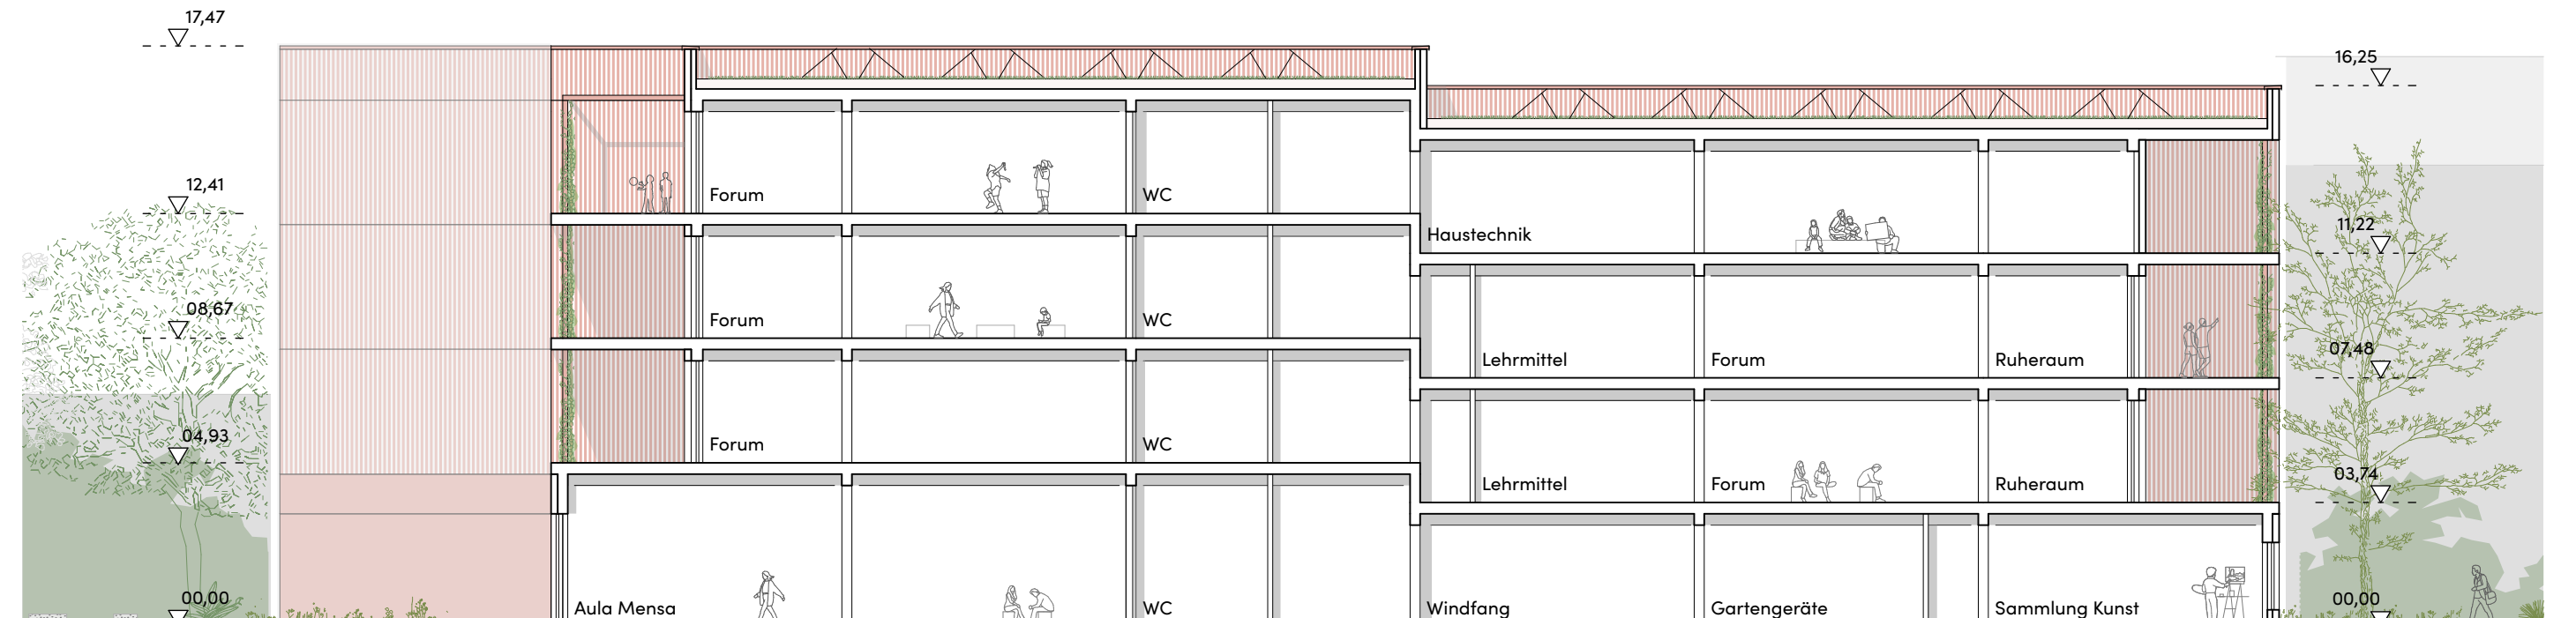 17,47
16,25
12,41
Forum
WC
11,22
Haustechnik
08,67
Forum
WC
07,48
Lehrmittel
Forum
Ruheraum
04,93
Forum
WC
03,74
Lehrmittel
Forum
Ruheraum
00,00
Aula Mensa
WC
Windfang
Gartengeräte
Sammlung Kunst
00,00